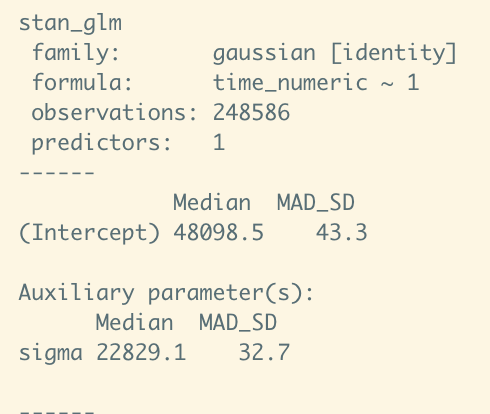 stan_glm
family: gaussian [identity]
formula: time_numeric ~ 1
observations: 248586
predictors: 1
------
Median MAD_SD
(Intercept) 48098.5 43.3
Auxiliary parameter(s):
Median MAD_SD
sigma 22829.1 32.7
------